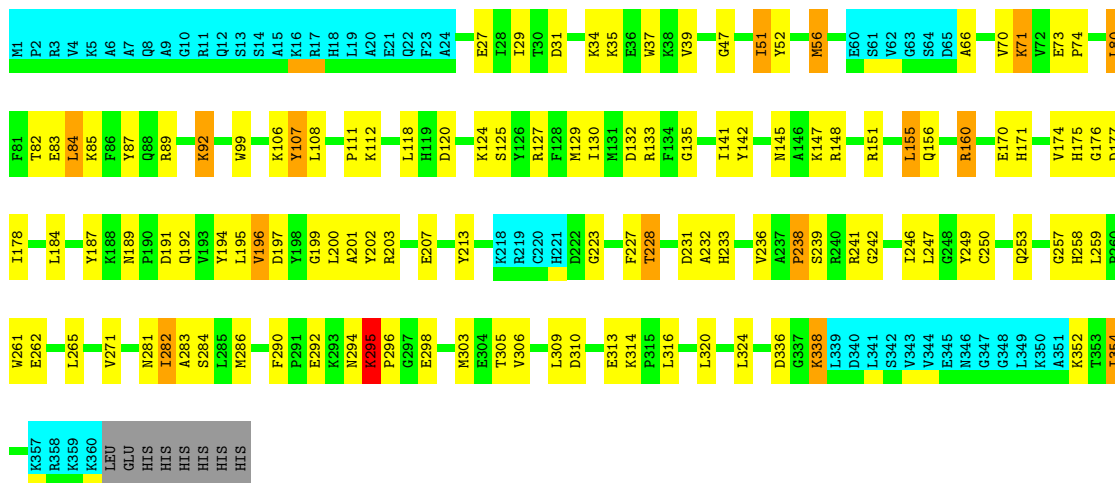 M1 P2 R3 V4 K5 A6 A7 Q8 A9 G10 R11 Q12 S13 S14 A15 K16 R17 H18 L19 A20 E21 Q22 F23 A24 E27 I28 I29 T30 D31 K34 K35 E36 W37 K38 V39 G47 I51 Y52 M56 E60 S61 V62 G63 S64 D65 A66 V70 K71 V72 E73 P74
F81 T82 E83 L84 K85 F86 Y87 Q88 R89 K92 W99 K106 Y107 L108 P111 K112 L118 H119 D120 K124 S125 Y126 R127 F128 M129 I130 M131 D132 R133 F134 G135 I141 Y142 N145 A146 K147 R148 R151 L155 Q156 R160 E170 H171 V174 H175 G176
I178 L184 Y187 K188 N189 P190 D191 Q192 V193 Y194 L195 V196 D197 Y198 G199 L200 A201 Y202 R203 E207 Y213 K218 R219 C220 H221 D222 G223 F227 T228 D231 A232 H233 V236 A237 P238 S239 R240 R241 G242 I246 L247 G248 Y249 C250 Q253 G257 H258 L259
W261 E262 L265 V271 N281 I282 A283 S284 L285 M286 F290 P291 E292 K293 N294 K295 P296 G297 E298 M303 E304 T305 V306 L309 D310 E313 K314 P315 L316 L320 L324 D336 G337 K338 L339 D340 L341 S342 V343 V344 E345 N346 G347 G348 L349 K350 A351 K352 T353
K357 R358 K359 K360 LEU GLU HIS HIS HIS HIS HIS HIS